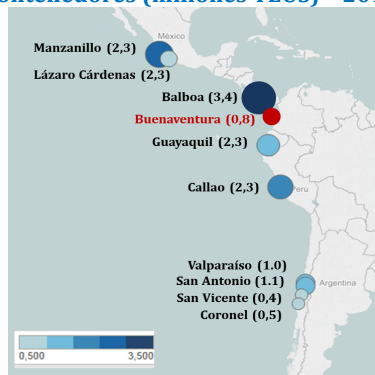 (millones TEUs)
México
Manzanillo (2,3)
Lázaro Cárdenas (2,3)
Balboa (3,4)
Buenaventura (0,8)
Guayaquil (2,3)
Callao (2,3)
Perú
Valparaíso (1.0)
San Antonio (1.1)
Argentina
San Vicente (0,4)
Coronel (0,5)
0,500
3,500